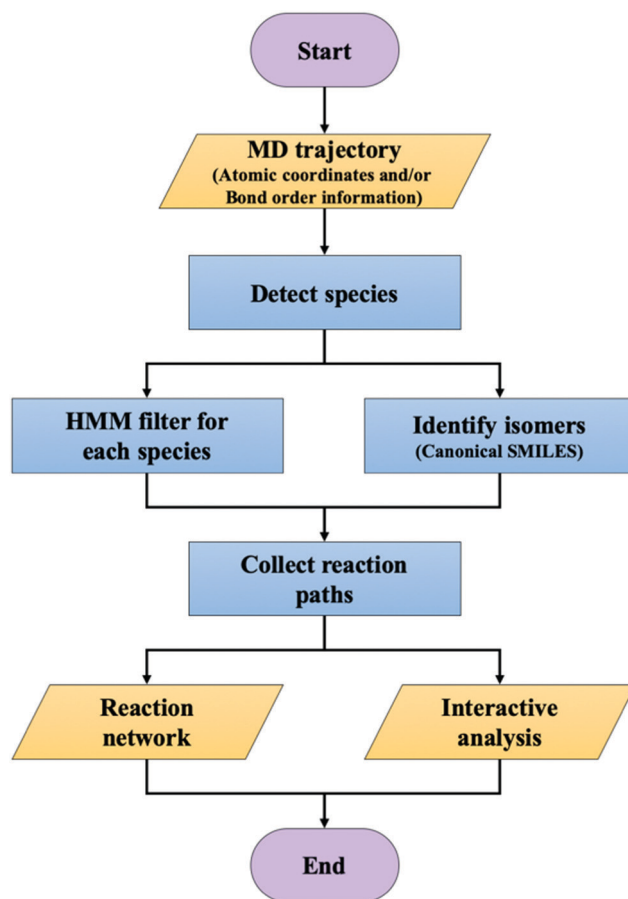 Start
MD trajectory
(Atomic coordinates and/or
Bond order information)
Detect species
HMM filter for
each species
Identify isomers
(Canonical SMILES)
Collect reaction
paths
Reaction
network
Interactive
analysis
End